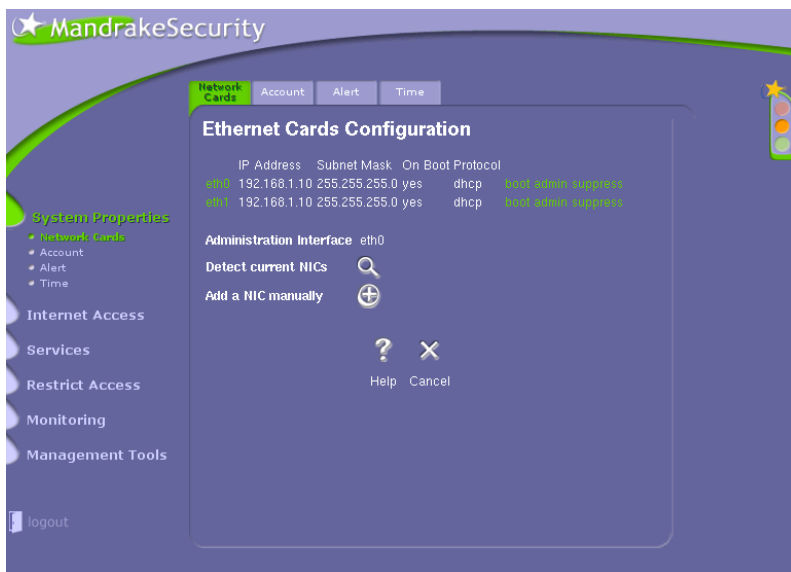 MandrakeSecurity
Network Cards
Account
Alert
Time
Ethernet Cards Configuration
IP Address Subnet Mask On Boot Protocol
eth0 192.168.1.10 255.255.255.0 yes dhcp boot admin suppress
eth1 192.168.1.10 255.255.255.0 yes dhcp boot admin suppress
Administration Interface eth0
Detect current NICs
Add a NIC manually
Help Cancel
System Properties
Network Cards
Account
Alert
Time
Internet Access
Services
Restrict Access
Monitoring
Management Tools
logout